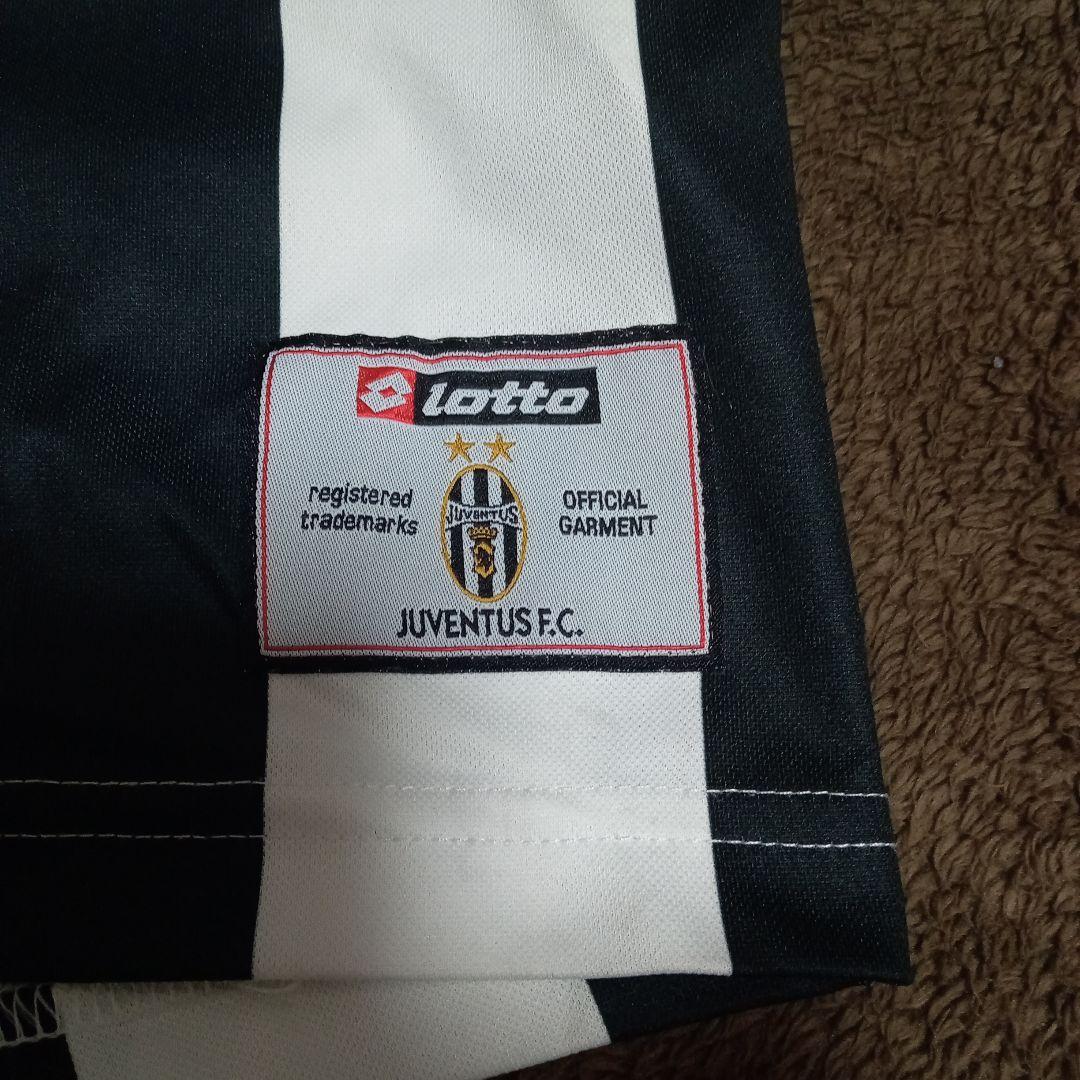 lotto
registered
trademarks
JUVENTUS
OFFICIAL
GARMENT
JUVENTUS F.C.